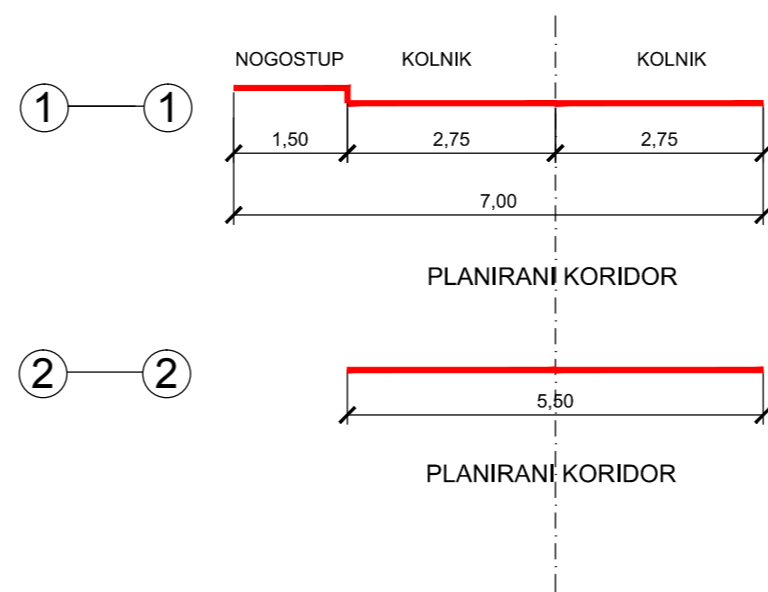 NOGOSTUP KOLNIK KOLNIK
1 1
1,50 2,75 2,75
7,00
PLANIRANI KORIDOR
2 2
5,50
PLANIRANI KORIDOR